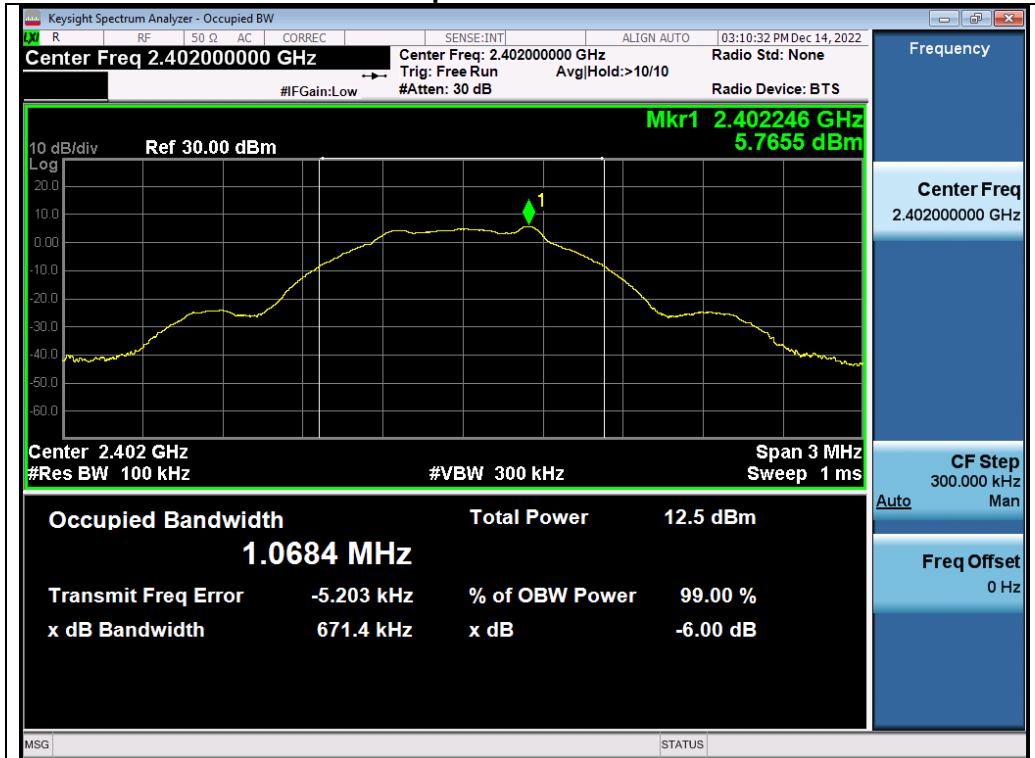 Keysight Spectrum Analyzer - Occupied BW
LXI R RF 50 Ω AC CORREC SENSE:INT ALIGN AUTO 03:10:32 PM Dec 14, 2022
Center Freq 2.402000000 GHz
Center Freq: 2.402000000 GHz
Radio Std: None
Trig: Free Run Avg|Hold:>10/10
#IFGain:Low #Atten: 30 dB
Radio Device: BTS
Frequency
Mkr1 2.402246 GHz
5.7655 dBm
10 dB/div Ref 30.00 dBm
Log
20.0
10.0
0.00
-10.0
-20.0
-30.0
-40.0
-50.0
-60.0
1
Center 2.402 GHz Span 3 MHz
#Res BW 100 kHz #VBW 300 kHz Sweep 1 ms
Occupied Bandwidth Total Power 12.5 dBm
1.0684 MHz
Transmit Freq Error -5.203 kHz % of OBW Power 99.00 %
x dB Bandwidth 671.4 kHz x dB -6.00 dB
Center Freq
2.402000000 GHz
CF Step
300.000 kHz
Auto Man
Freq Offset
0 Hz
MSG STATUS